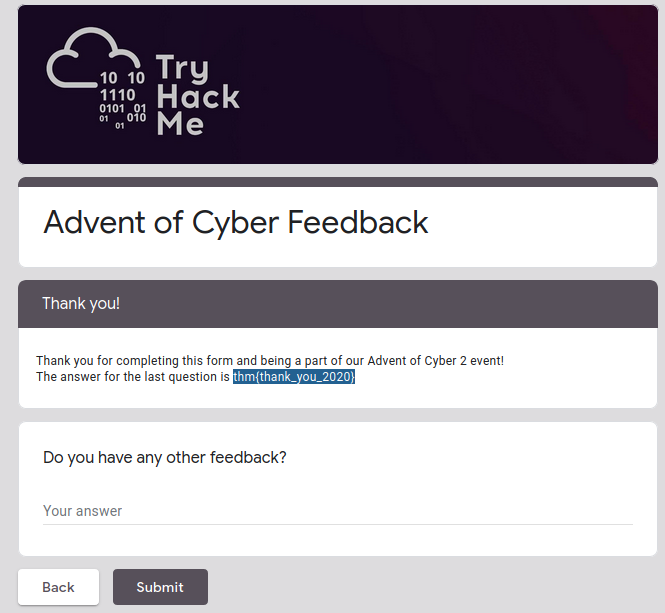 10 10 Try
1110 Hack
0101 01
01 010 Me
01
Advent of Cyber Feedback
Thank you!
Thank you for completing this form and being a part of our Advent of Cyber 2 event!
The answer for the last question is thm{thank_you_2020}
Do you have any other feedback?
Your answer
Back Submit